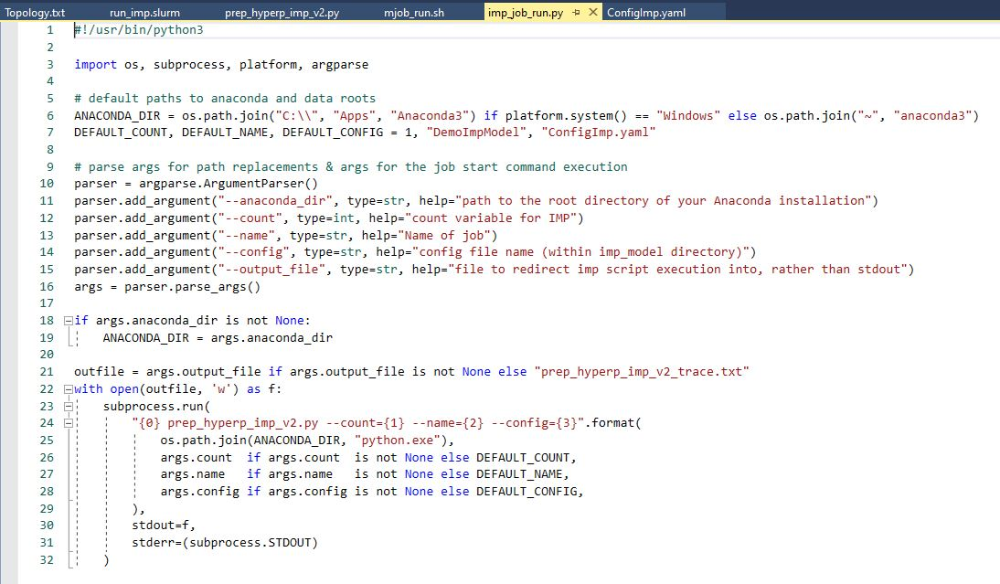 Topology.txt run_imp.slurm prep_hyperp_imp_v2.py mjob_run.sh imp_job_run.py ConfigImp.yaml
1 #!/usr/bin/python3
2
3 import os, subprocess, platform, argparse
4
5 # default paths to anaconda and data roots
6 ANACONDA_DIR = os.path.join("C:\\", "Apps", "Anaconda3") if platform.system() == "Windows" else os.path.join("~", "anaconda3")
7 DEFAULT_COUNT, DEFAULT_NAME, DEFAULT_CONFIG = 1, "DemoImpModel", "ConfigImp.yaml"
8
9 # parse args for path replacements & args for the job start command execution
10 parser = argparse.ArgumentParser()
11 parser.add_argument("--anaconda_dir", type=str, help="path to the root directory of your Anaconda installation")
12 parser.add_argument("--count", type=int, help="count variable for IMP")
13 parser.add_argument("--name", type=str, help="Name of job")
14 parser.add_argument("--config", type=str, help="config file name (within imp_model directory)")
15 parser.add_argument("--output_file", type=str, help="file to redirect imp script execution into, rather than stdout")
16 args = parser.parse_args()
17
18 if args.anaconda_dir is not None:
19     ANACONDA_DIR = args.anaconda_dir
20
21 outfile = args.output_file if args.output_file is not None else "prep_hyperp_imp_v2_trace.txt"
22 with open(outfile, 'w') as f:
23     subprocess.run(
24         "{0} prep_hyperp_imp_v2.py --count={1} --name={2} --config={3}".format(
25             os.path.join(ANACONDA_DIR, "python.exe"),
26             args.count  if args.count  is not None else DEFAULT_COUNT,
27             args.name   if args.name   is not None else DEFAULT_NAME,
28             args.config if args.config is not None else DEFAULT_CONFIG,
29         ),
30         stdout=f,
31         stderr=(subprocess.STDOUT)
32     )